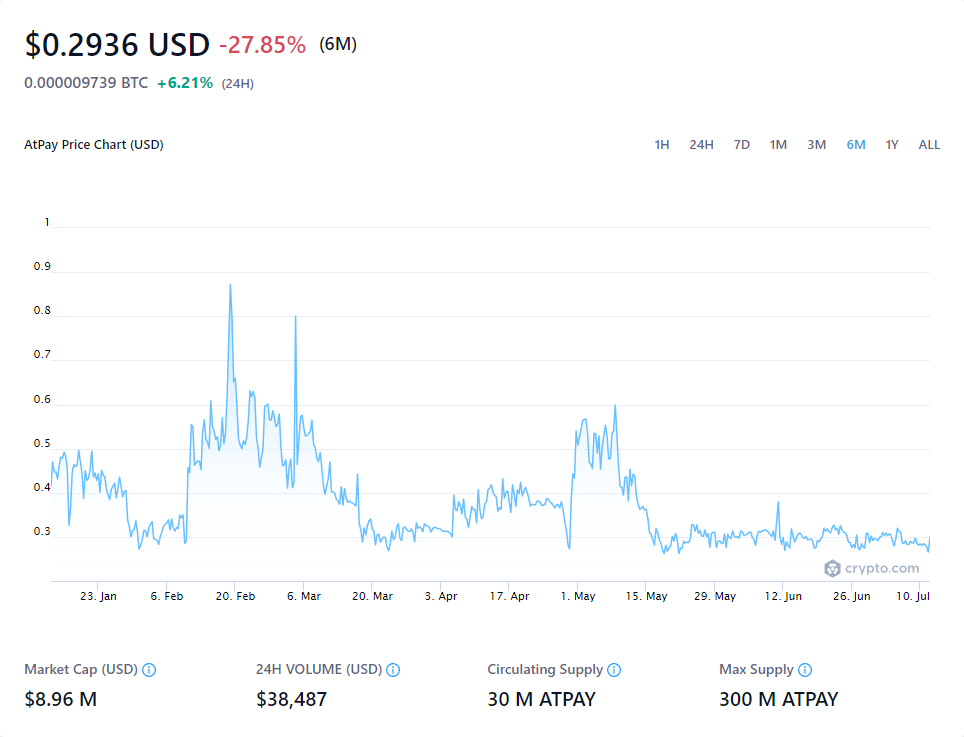 $0.2936 USD -27.85% (6M)
0.000009739 BTC +6.21% (24H)
AtPay Price Chart (USD) 1H 24H 7D 1M 3M 6M 1Y ALL
1
0.9
0.8
0.7
0.6
0.5
0.4
0.3
crypto.com
23. Jan 6. Feb 20. Feb 6. Mar 20. Mar 3. Apr 17. Apr 1. May 15. May 29. May 12. Jun 26. Jun 10. Jul
Market Cap (USD) 24H VOLUME (USD) Circulating Supply Max Supply
$8.96 M $38,487 30 M ATPAY 300 M ATPAY